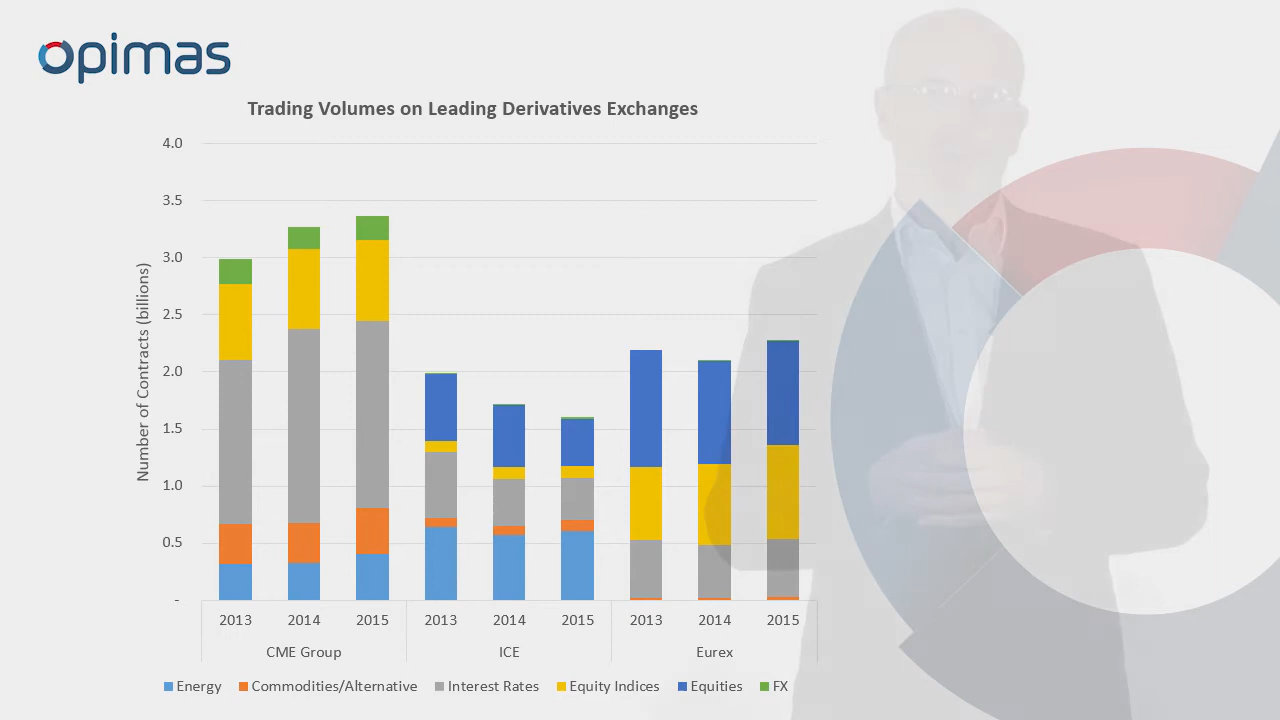 opimas
Trading Volumes on Leading Derivatives Exchanges
Number of Contracts (billions)
4.0
3.5
3.0
2.5
2.0
1.5
1.0
0.5
-
2013 2014 2015 2013 2014 2015 2013 2014 2015
CME Group ICE Eurex
Energy Commodities/Alternative Interest Rates Equity Indices Equities FX